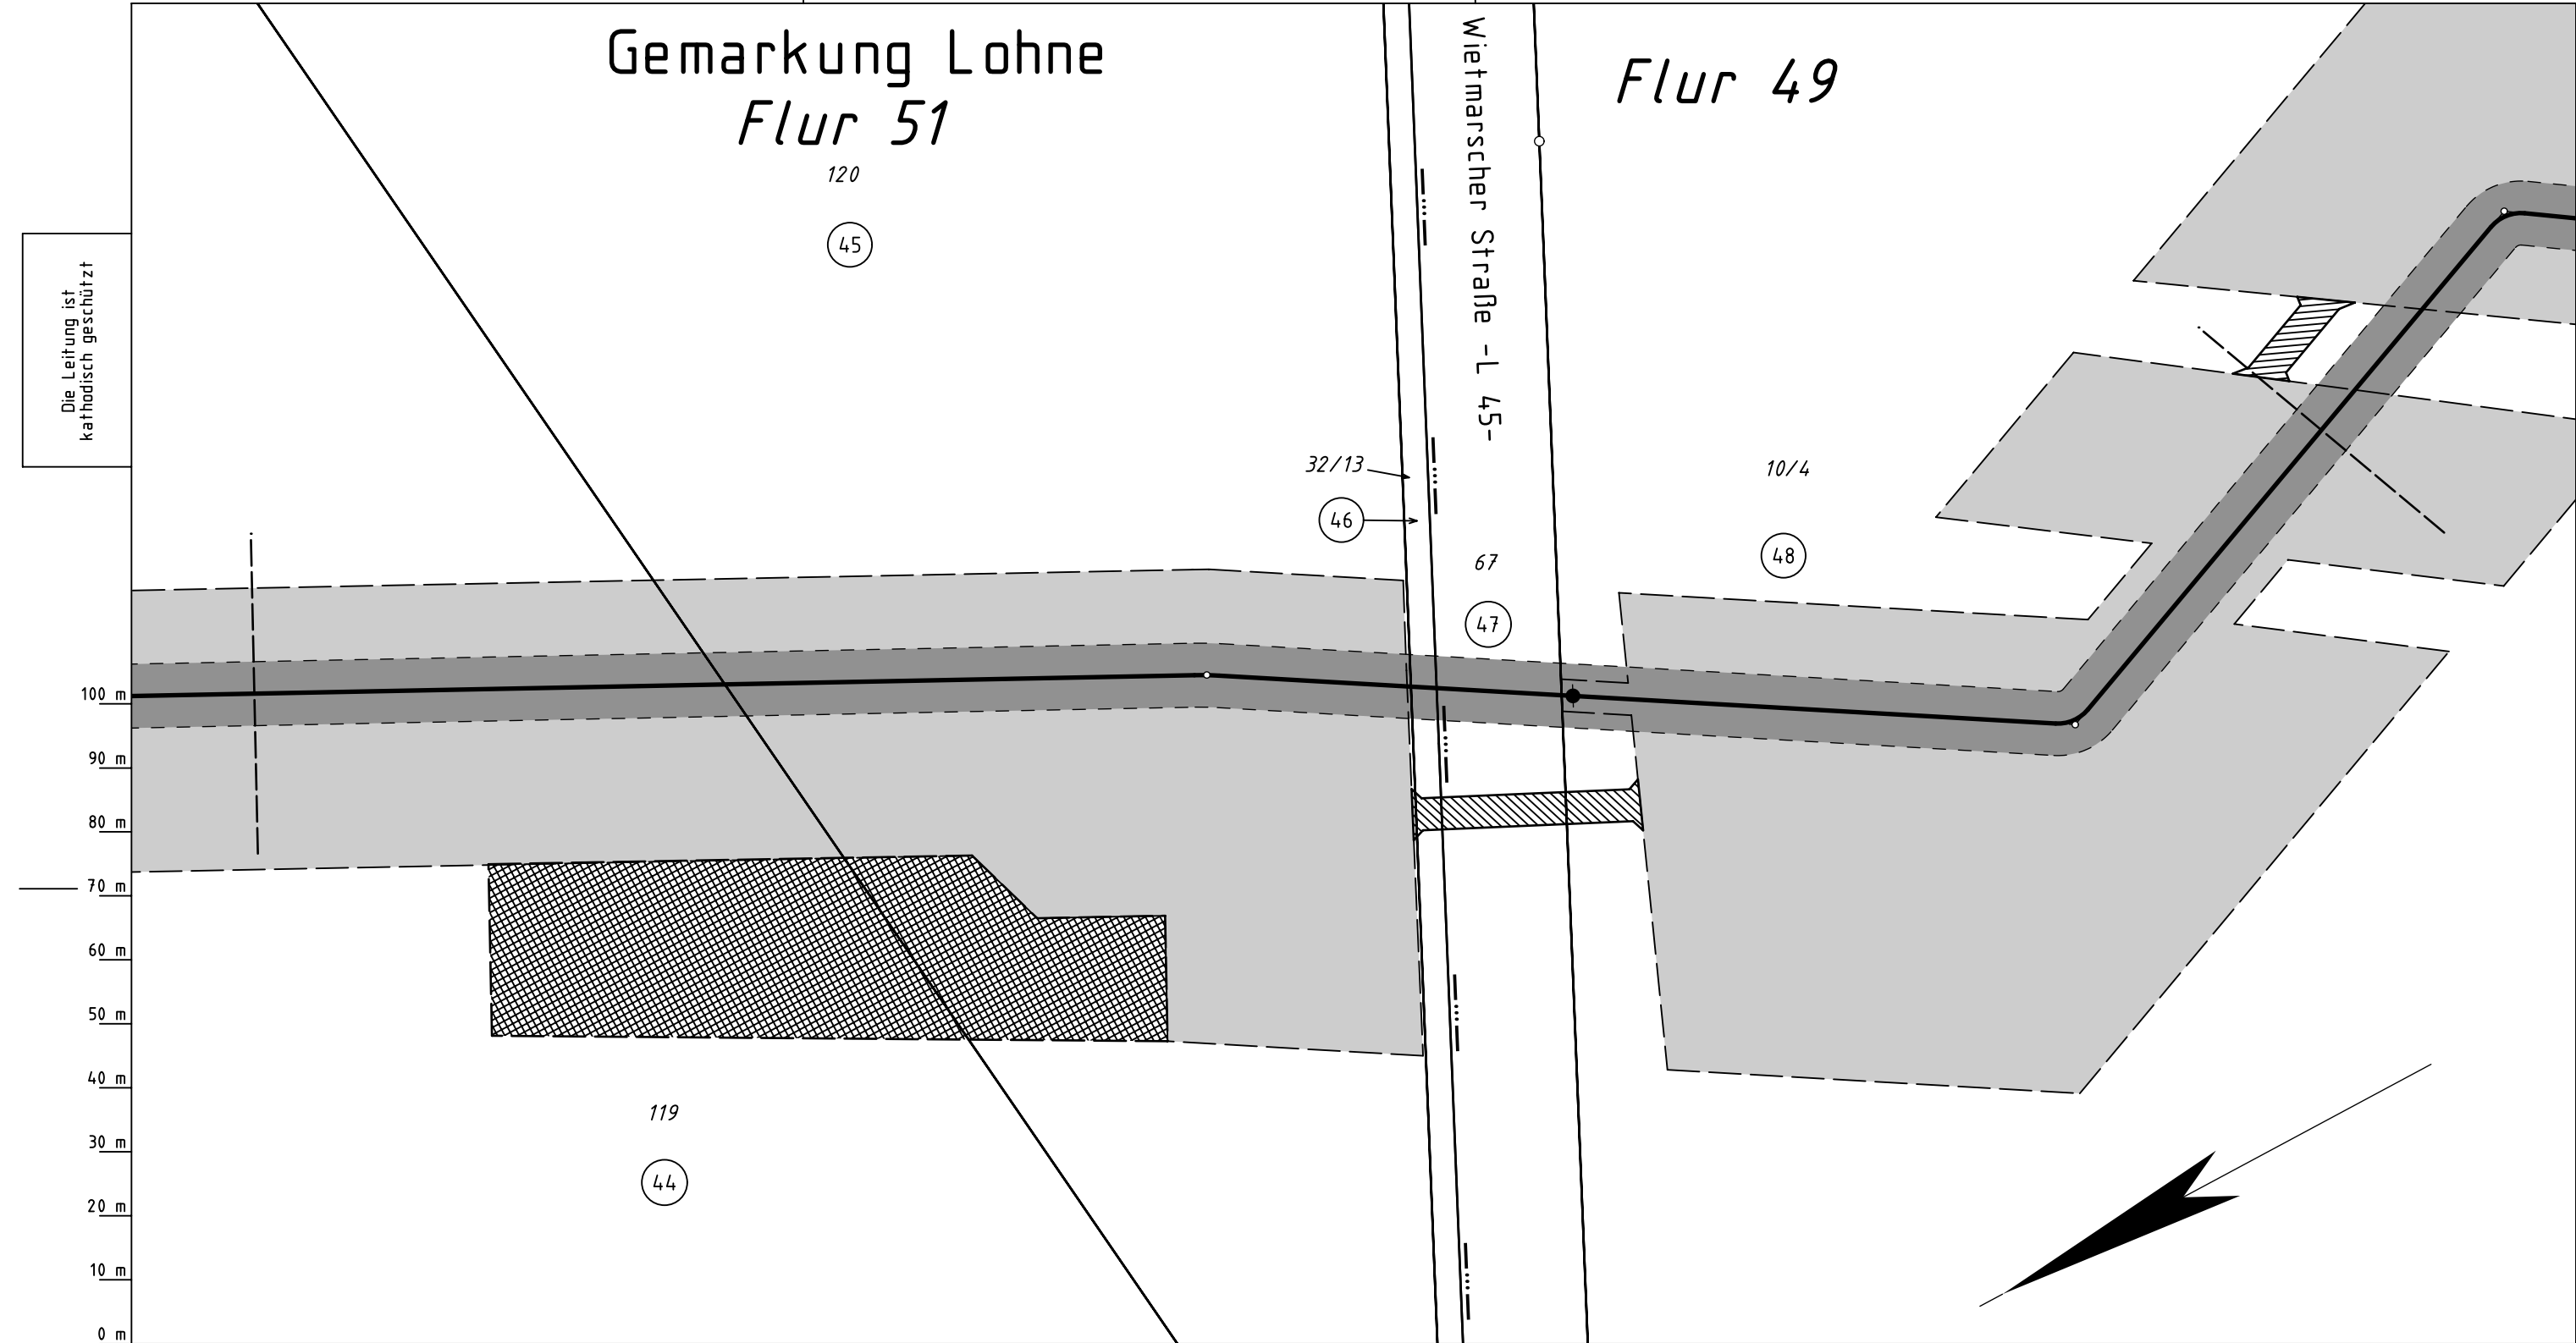 Gemarkung Lohne
Flur 51
120
45
Wietmarscher Straße -L 45-
Flur 49
Die Leitung ist
kathodisch geschützt
32/13
46
67
47
10/4
48
100 m
90 m
80 m
70 m
60 m
50 m
40 m
30 m
20 m
10 m
0 m
119
44